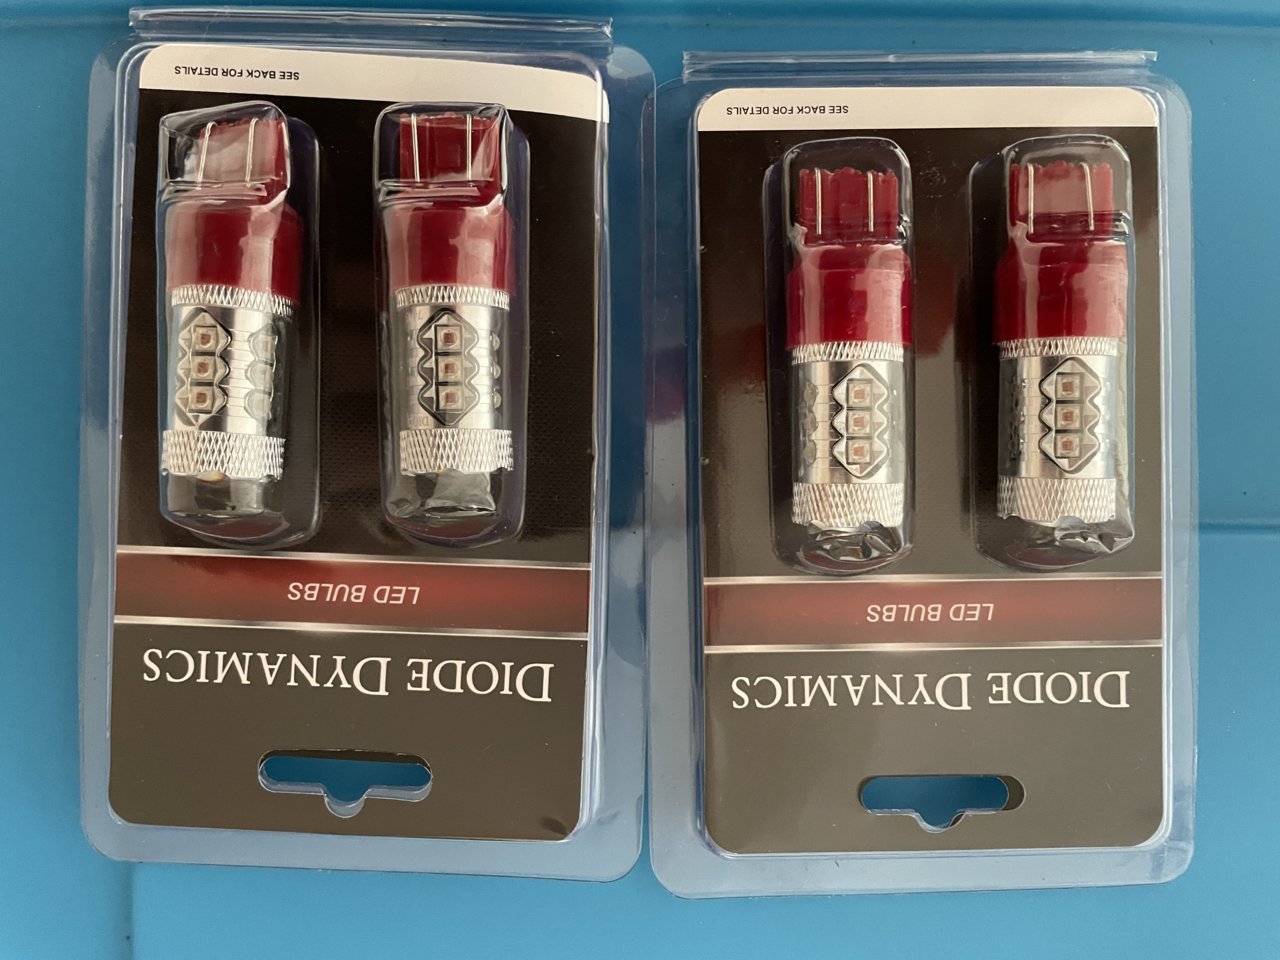 SEE BACK FOR DETAILS
LED BULBS
DIODE DYNAMICS
SEE BACK FOR DETAILS
LED BULBS
DIODE DYNAMICS